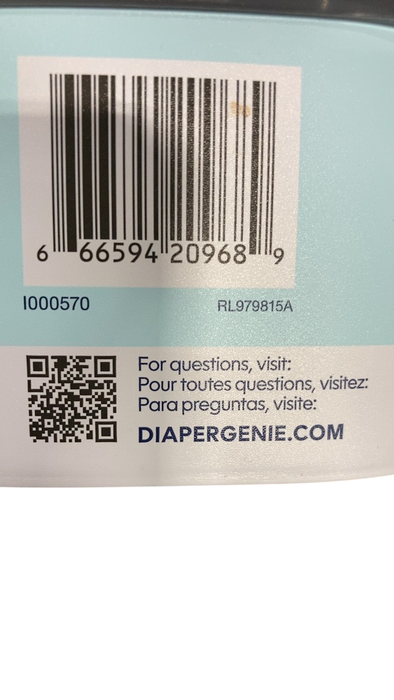 6 66594 20968 9
I000570 RL979815A
For questions, visit:
Pour toutes questions, visitez:
Para preguntas, visite:
DIAPERGENIE.COM